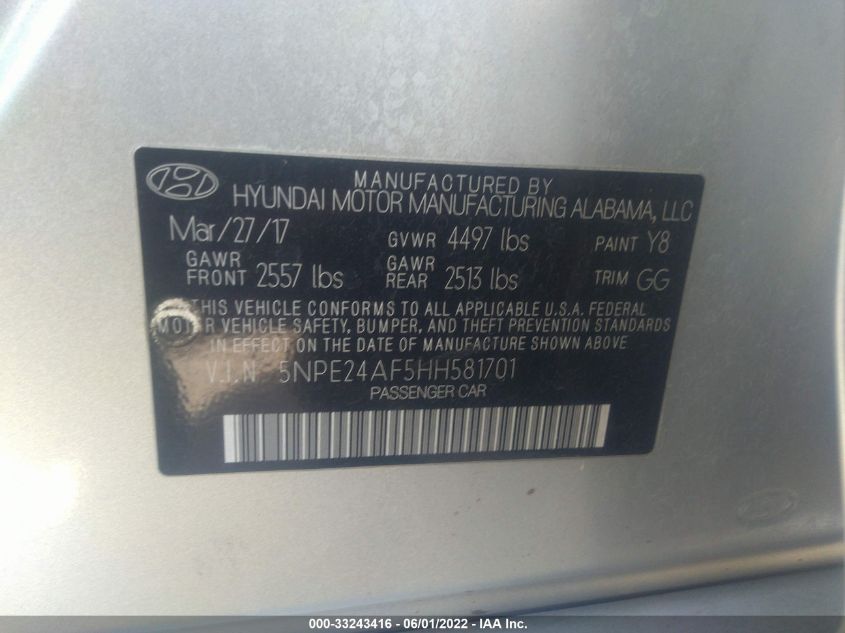 MANUFACTURED BY
HYUNDAI MOTOR MANUFACTURING ALABAMA, LLC
Mar/27/17 GVWR 4497 lbs PAINT Y8
GAWR FRONT 2557 lbs GAWR REAR 2513 lbs TRIM GG
THIS VEHICLE CONFORMS TO ALL APPLICABLE U.S.A. FEDERAL
MOTOR VEHICLE SAFETY, BUMPER, AND THEFT PREVENTION STANDARDS
IN EFFECT ON THE DATE OF MANUFACTURE SHOWN ABOVE.
V.I.N 5NPE24AF5HH581701
PASSENGER CAR
000-33243416 - 06/01/2022 - IAA Inc.